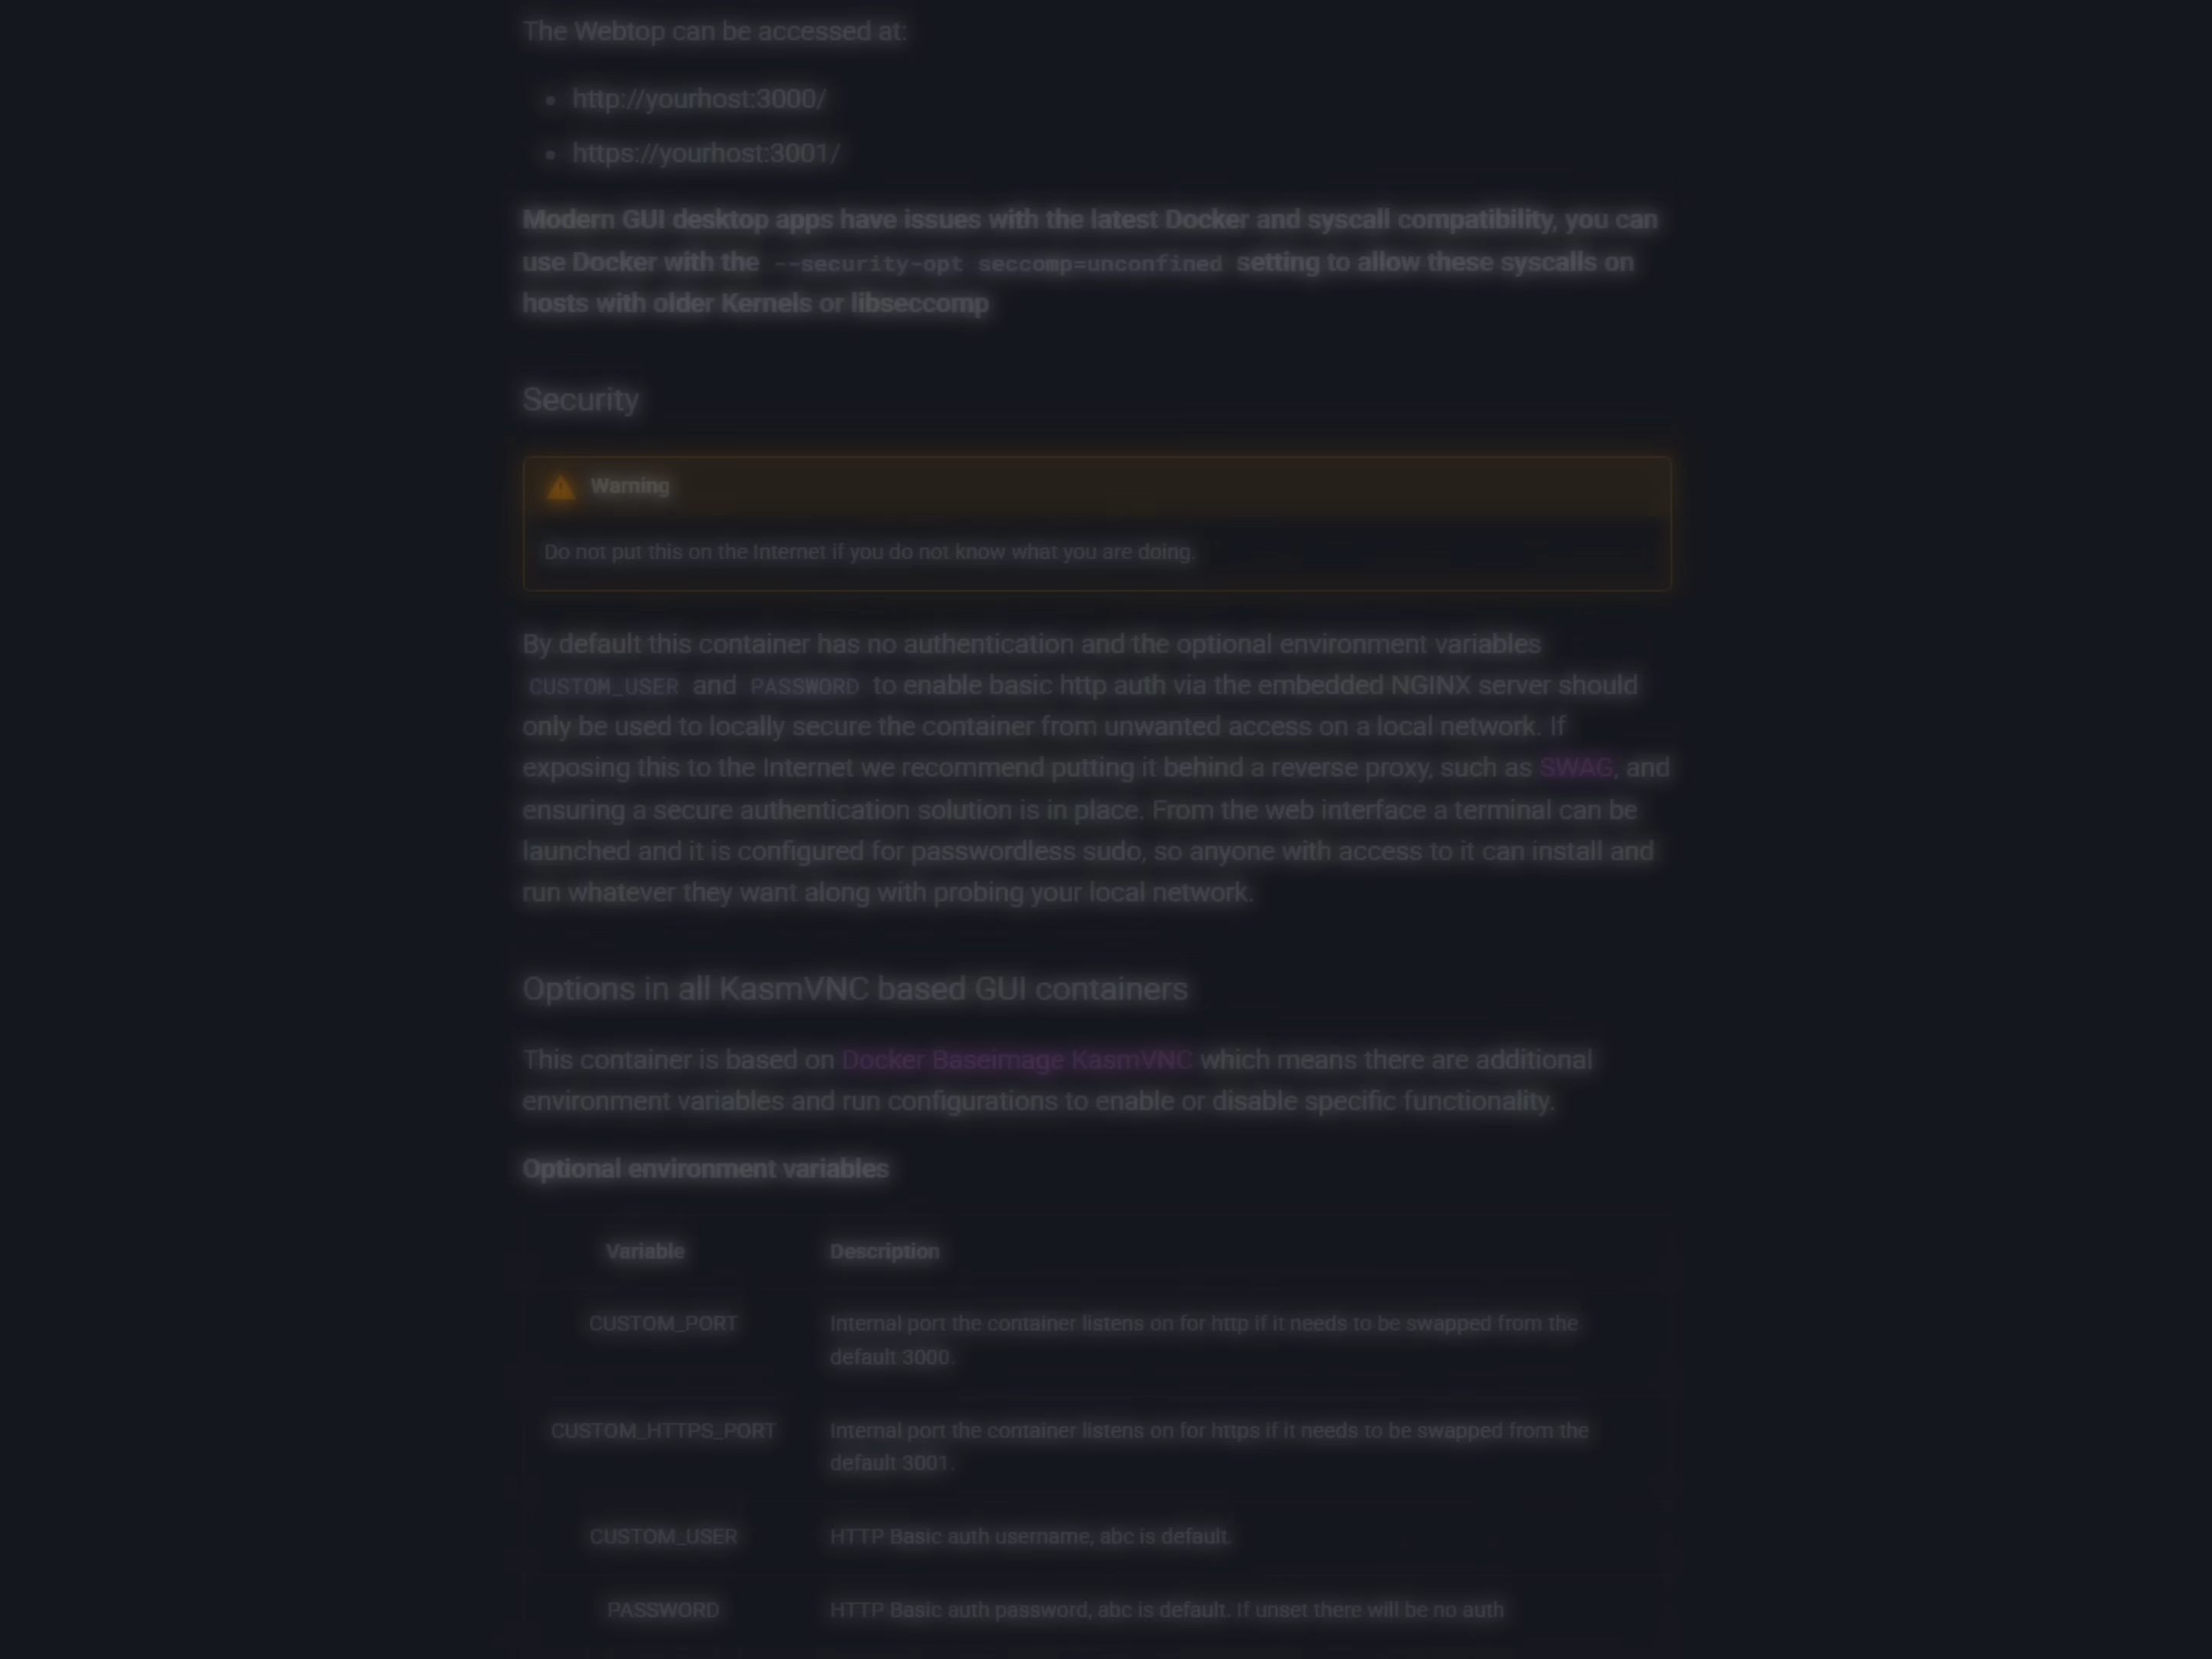 The Webtop can be accessed at:
http://yourhost:3000/
https://yourhost:3001/
Modern GUI desktop apps have issues with the latest Docker and syscall compatibility, you can
use Docker with the --security-opt seccomp=unconfined setting to allow these syscalls on
hosts with older Kernels or libseccomp
Security
Warning
Do not put this on the Internet if you do not know what you are doing.
By default this container has no authentication and the optional environment variables
CUSTOM_USER and PASSWORD to enable basic http auth via the embedded NGINX server should
only be used to locally secure the container from unwanted access on a local network. If
exposing this to the Internet we recommend putting it behind a reverse proxy, such as SWAG, and
ensuring a secure authentication solution is in place. From the web interface a terminal can be
launched and it is configured for passwordless sudo, so anyone with access to it can install and
run whatever they want along with probing your local network.
Options in all KasmVNC based GUI containers
This container is based on Docker Baseimage KasmVNC which means there are additional
environment variables and run configurations to enable or disable specific functionality.
Optional environment variables
Variable Description
CUSTOM_PORT Internal port the container listens on for http if it needs to be swapped from the
default 3000.
CUSTOM_HTTPS_PORT Internal port the container listens on for https if it needs to be swapped from the
default 3001.
CUSTOM_USER HTTP Basic auth username, abc is default.
PASSWORD HTTP Basic auth password, abc is default. If unset there will be no auth